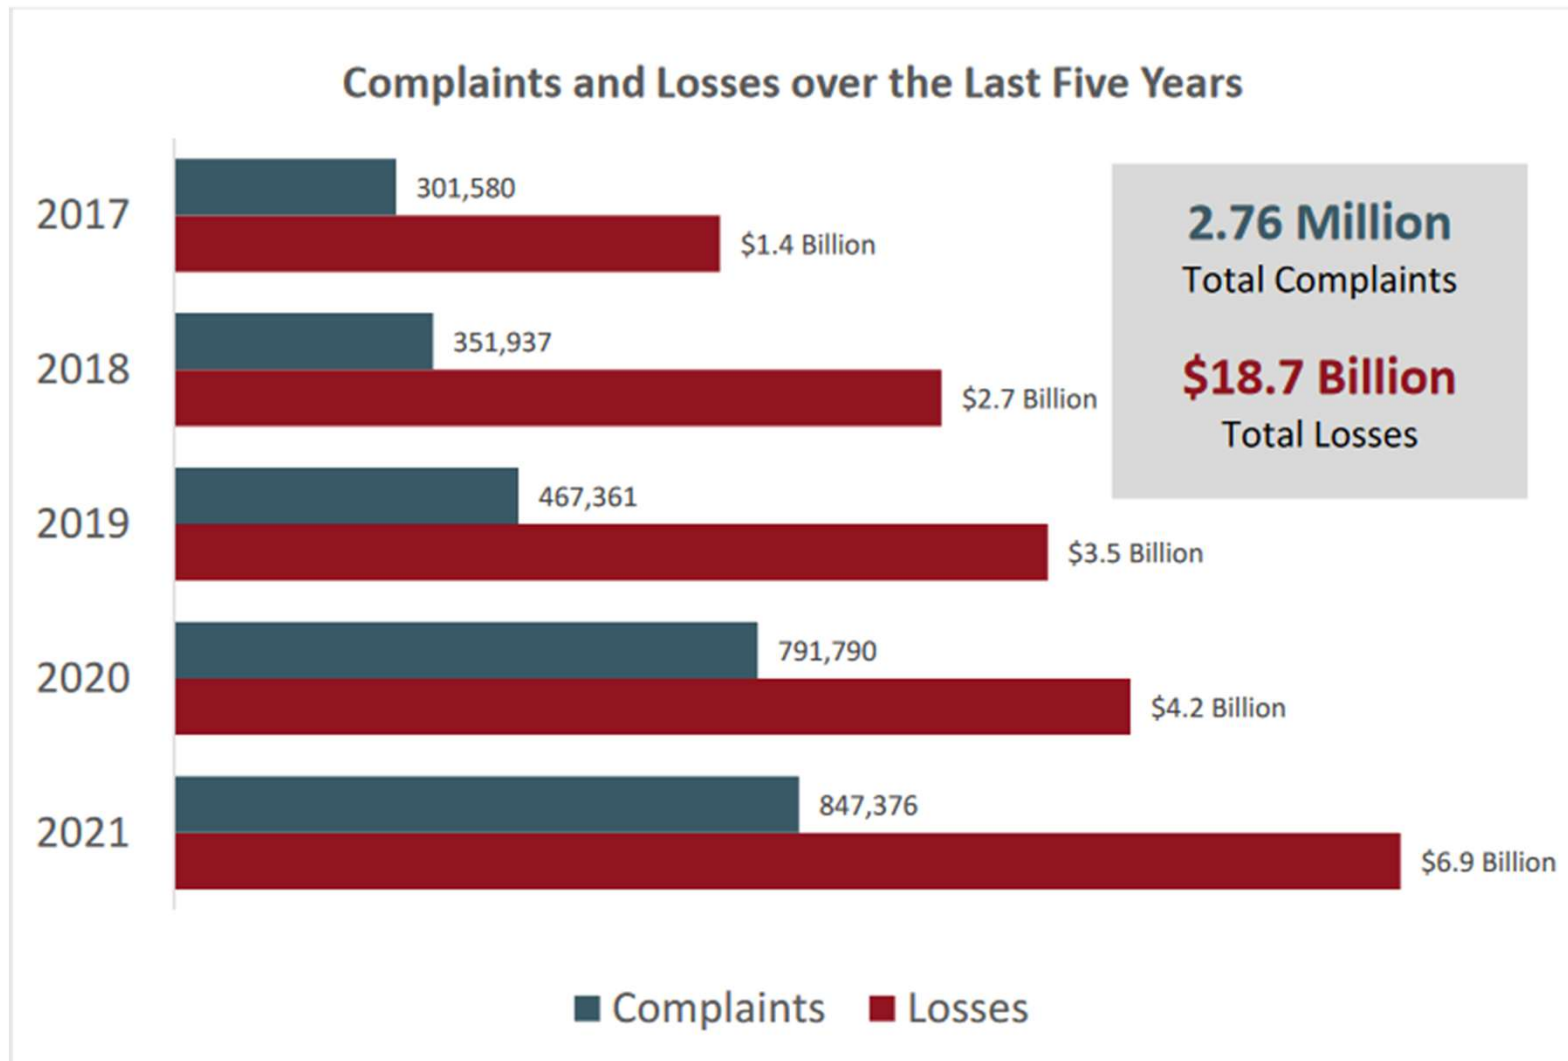 Complaints and Losses over the Last Five Years
2017
301,580
$1.4 Billion
2018
351,937
$2.7 Billion
2019
467,361
$3.5 Billion
2020
791,790
$4.2 Billion
2021
847,376
$6.9 Billion
2.76 Million
Total Complaints
$18.7 Billion
Total Losses
Complaints Losses